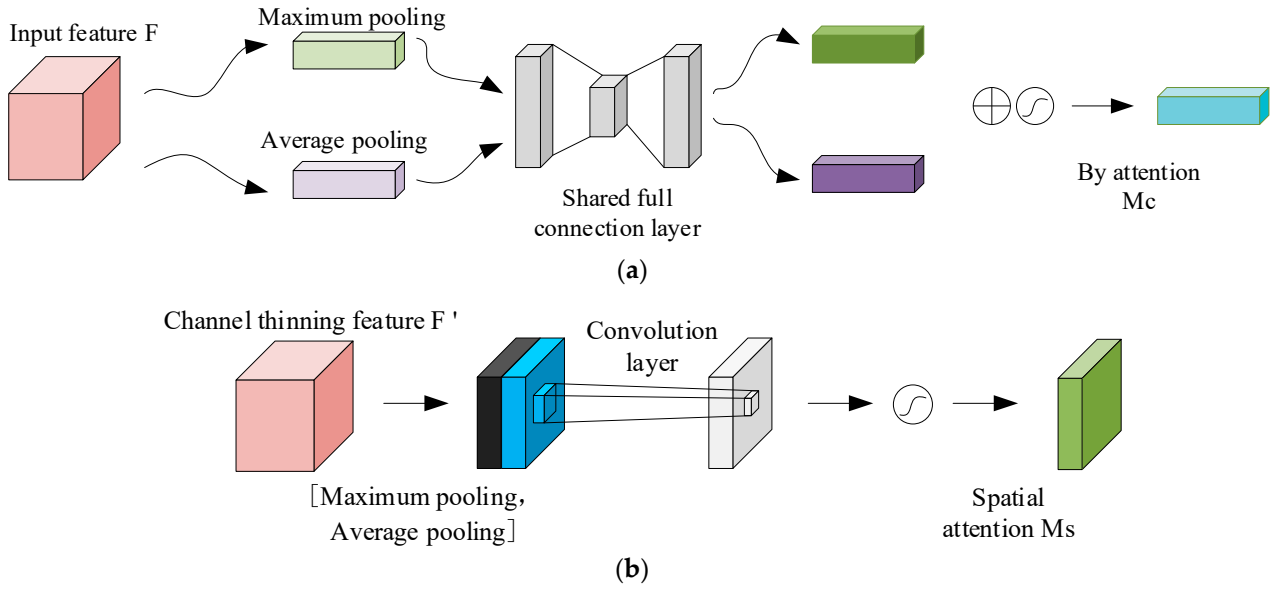 Input feature F
Maximum pooling
Average pooling
Shared full
connection layer
By attention
Mc
(a)
Channel thinning feature F '
Convolution
layer
[Maximum pooling,
Average pooling]
Spatial
attention Ms
(b)